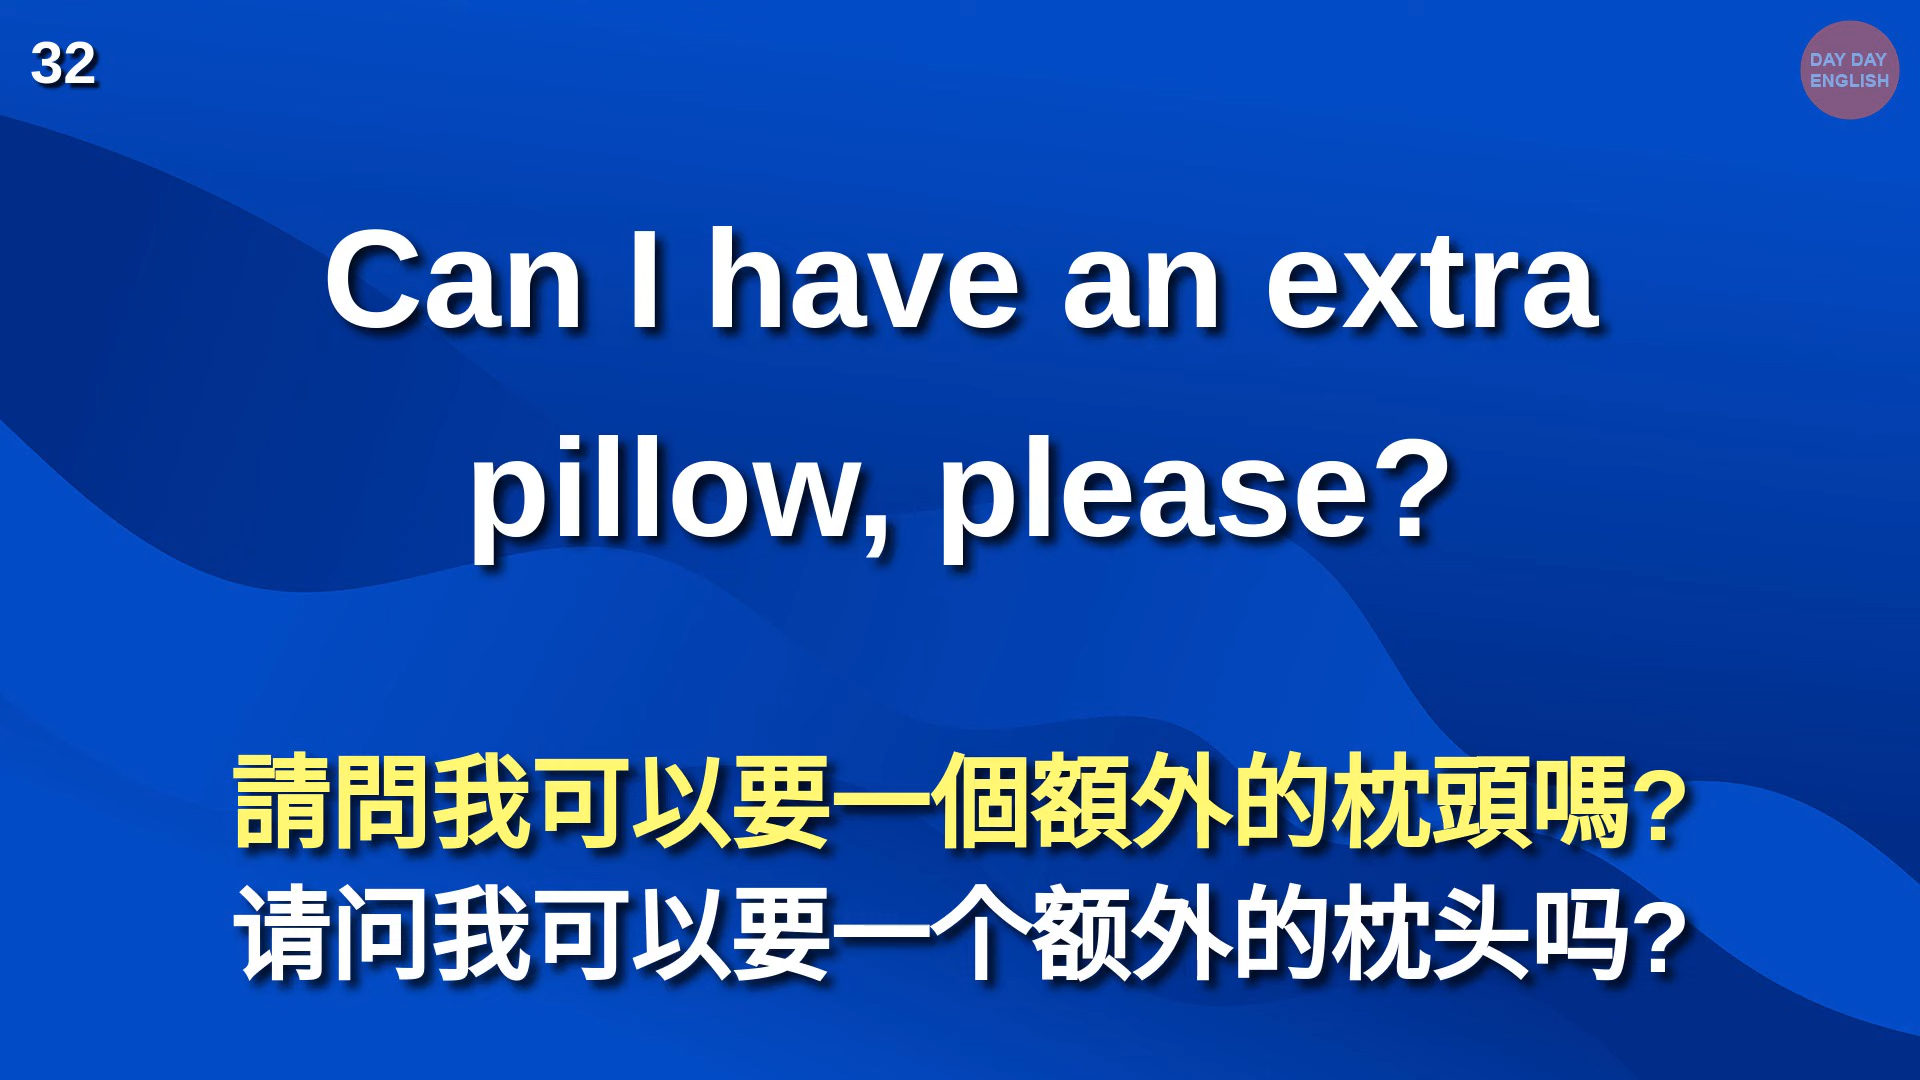 32
DAY DAY
ENGLISH
Can I have an extra
pillow, please?
請問我可以要一個額外的枕頭嗎?
请问我可以要一个额外的枕头吗?